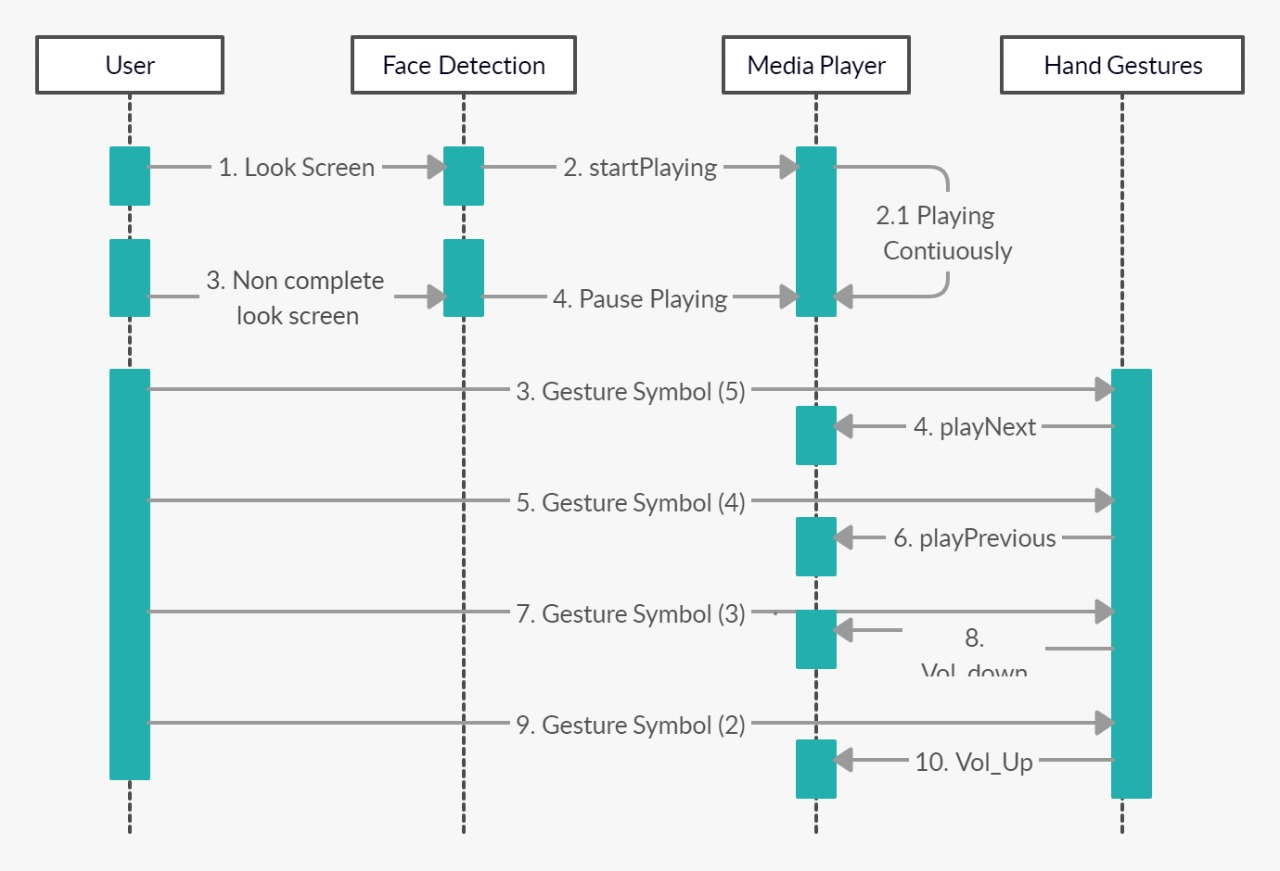 User
Face Detection
Media Player
Hand Gestures
1. Look Screen
2. startPlaying
2.1 Playing
Contiuously
3. Non complete
look screen
4. Pause Playing
3. Gesture Symbol (5)
4. playNext
5. Gesture Symbol (4)
6. playPrevious
7. Gesture Symbol (3)
8.
Vol_down
9. Gesture Symbol (2)
10. Vol_Up